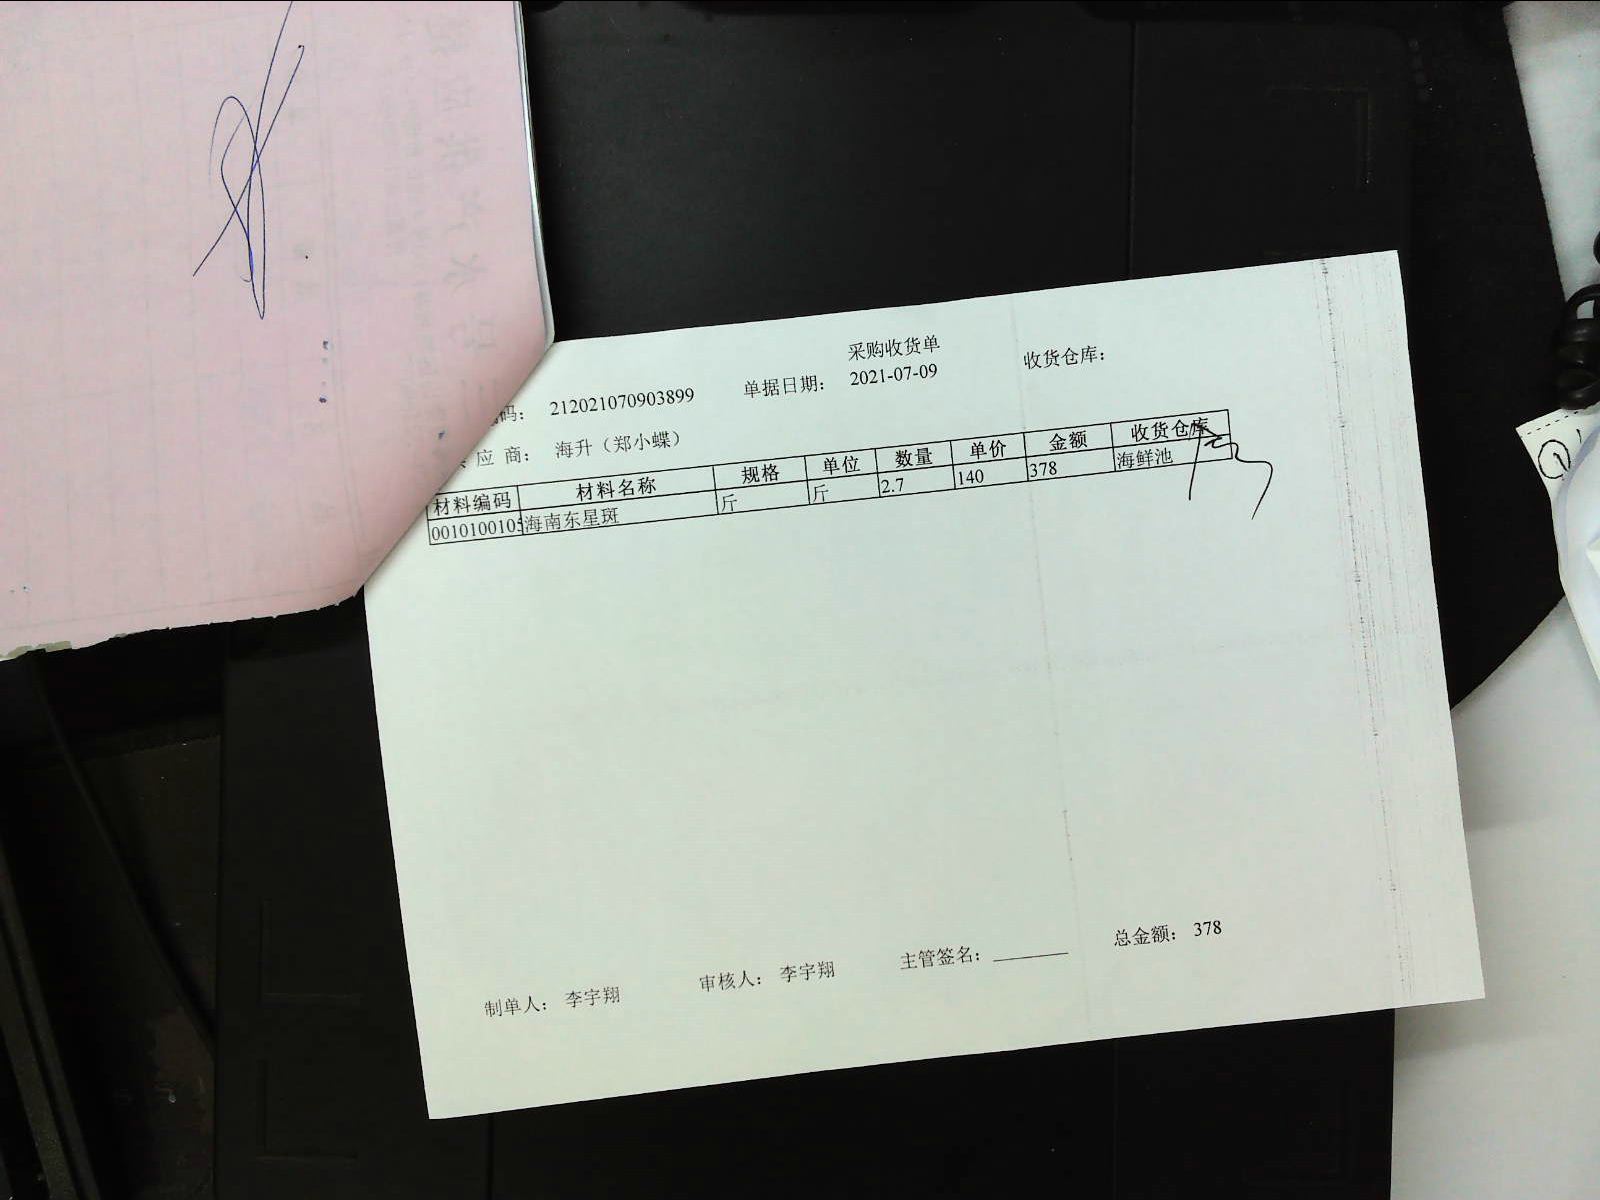 采购收货单
码： 212021070903899 单据日期： 2021-07-09 收货仓库：
应 商： 海升（郑小蝶）
材料编码 材料名称 规格 单位 数量 单价 金额 收货仓库
0010100105 海南东星斑 斤 斤 2.7 140 378 海鲜池
制单人： 李宇翔 审核人： 李宇翔 主管签名： 总金额： 378